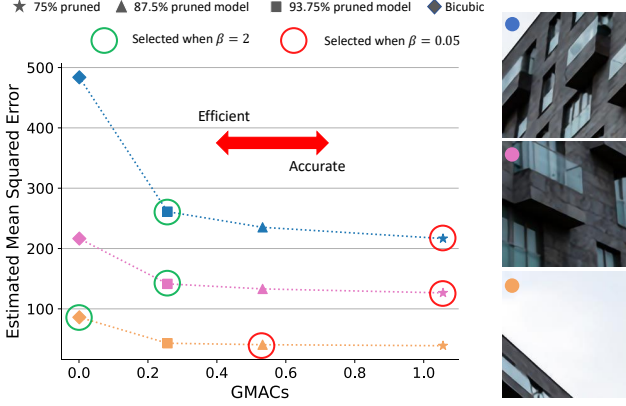 75% pruned 87.5% pruned model 93.75% pruned model Bicubic
Selected when β = 2 Selected when β = 0.05
500
400
300
200
100
Estimated Mean Squared Error
Efficient
Accurate
0.0 0.2 0.4 0.6 0.8 1.0
GMACs